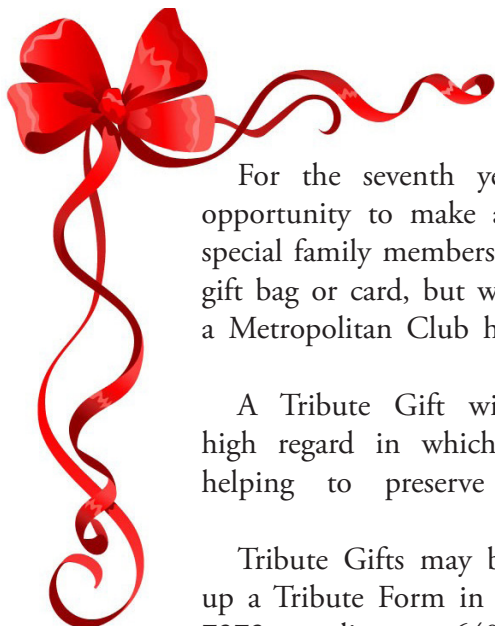 For the seventh ye
opportunity to make a
special family members
gift bag or card, but w
a Metropolitan Club h
A Tribute Gift wi
high regard in which
helping to preserve
Tribute Gifts may b
up a Tribute Form in